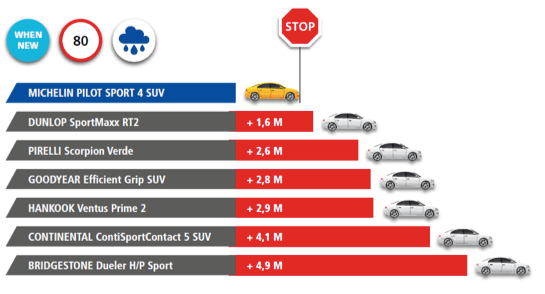 WHEN
NEW
80
STOP
MICHELIN PILOT SPORT 4 SUV
DUNLOP SportMaxx RT2
+ 1,6 M
PIRELLI Scorpion Verde
+ 2,6 M
GOODYEAR Efficient Grip SUV
+ 2,8 M
HANKOOK Ventus Prime 2
+ 2,9 M
CONTINENTAL ContiSportContact 5 SUV
+ 4,1 M
BRIDGESTONE Dueler H/P Sport
+ 4,9 M